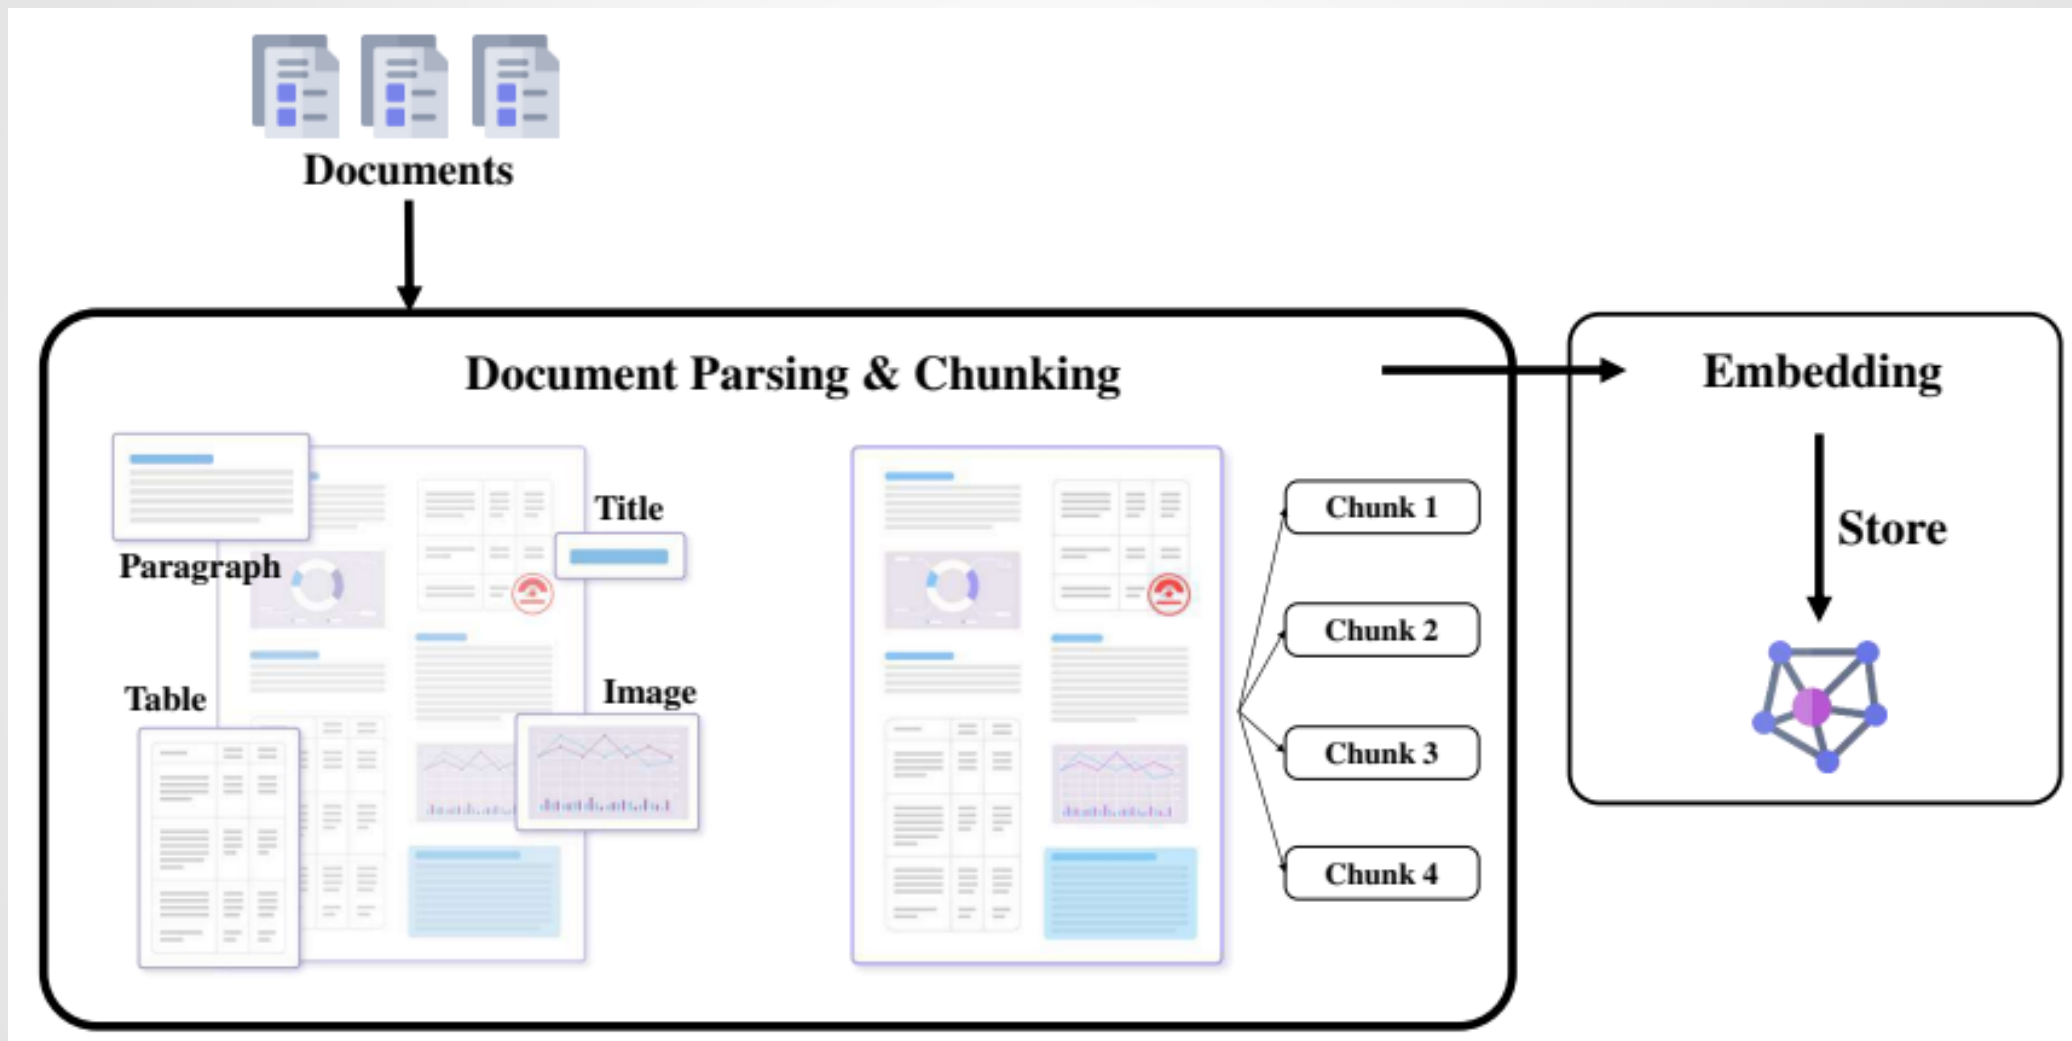 Documents
Document Parsing & Chunking
Embedding
Paragraph
Title
Table
Image
Chunk 1
Chunk 2
Chunk 3
Chunk 4
Store